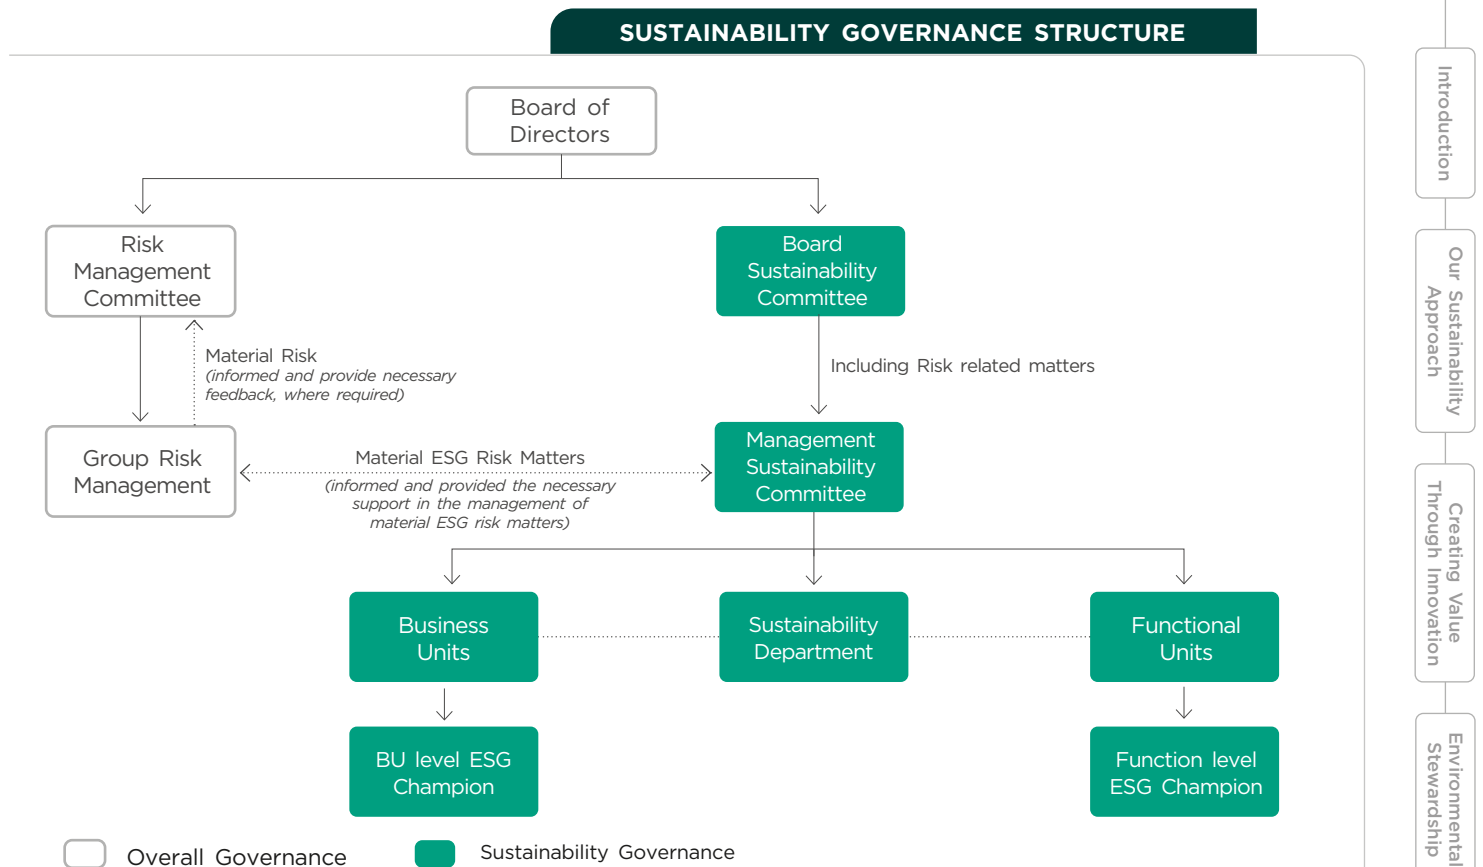 SUSTAINABILITY GOVERNANCE STRUCTURE
Board of
Directors
Risk
Management
Committee
Board
Sustainability
Committee
Material Risk
(informed and provide necessary
feedback, where required)
Including Risk related matters
Group Risk
Management
Material ESG Risk Matters
(informed and provided the necessary
support in the management of
material ESG risk matters)
Management
Sustainability
Committee
Business
Units
Sustainability
Department
Functional
Units
BU level ESG
Champion
Function level
ESG Champion
Overall Governance
Sustainability Governance
Introduction
Our Sustainability
Approach
Creating Value
Through Innovation
Environmental
Stewardship